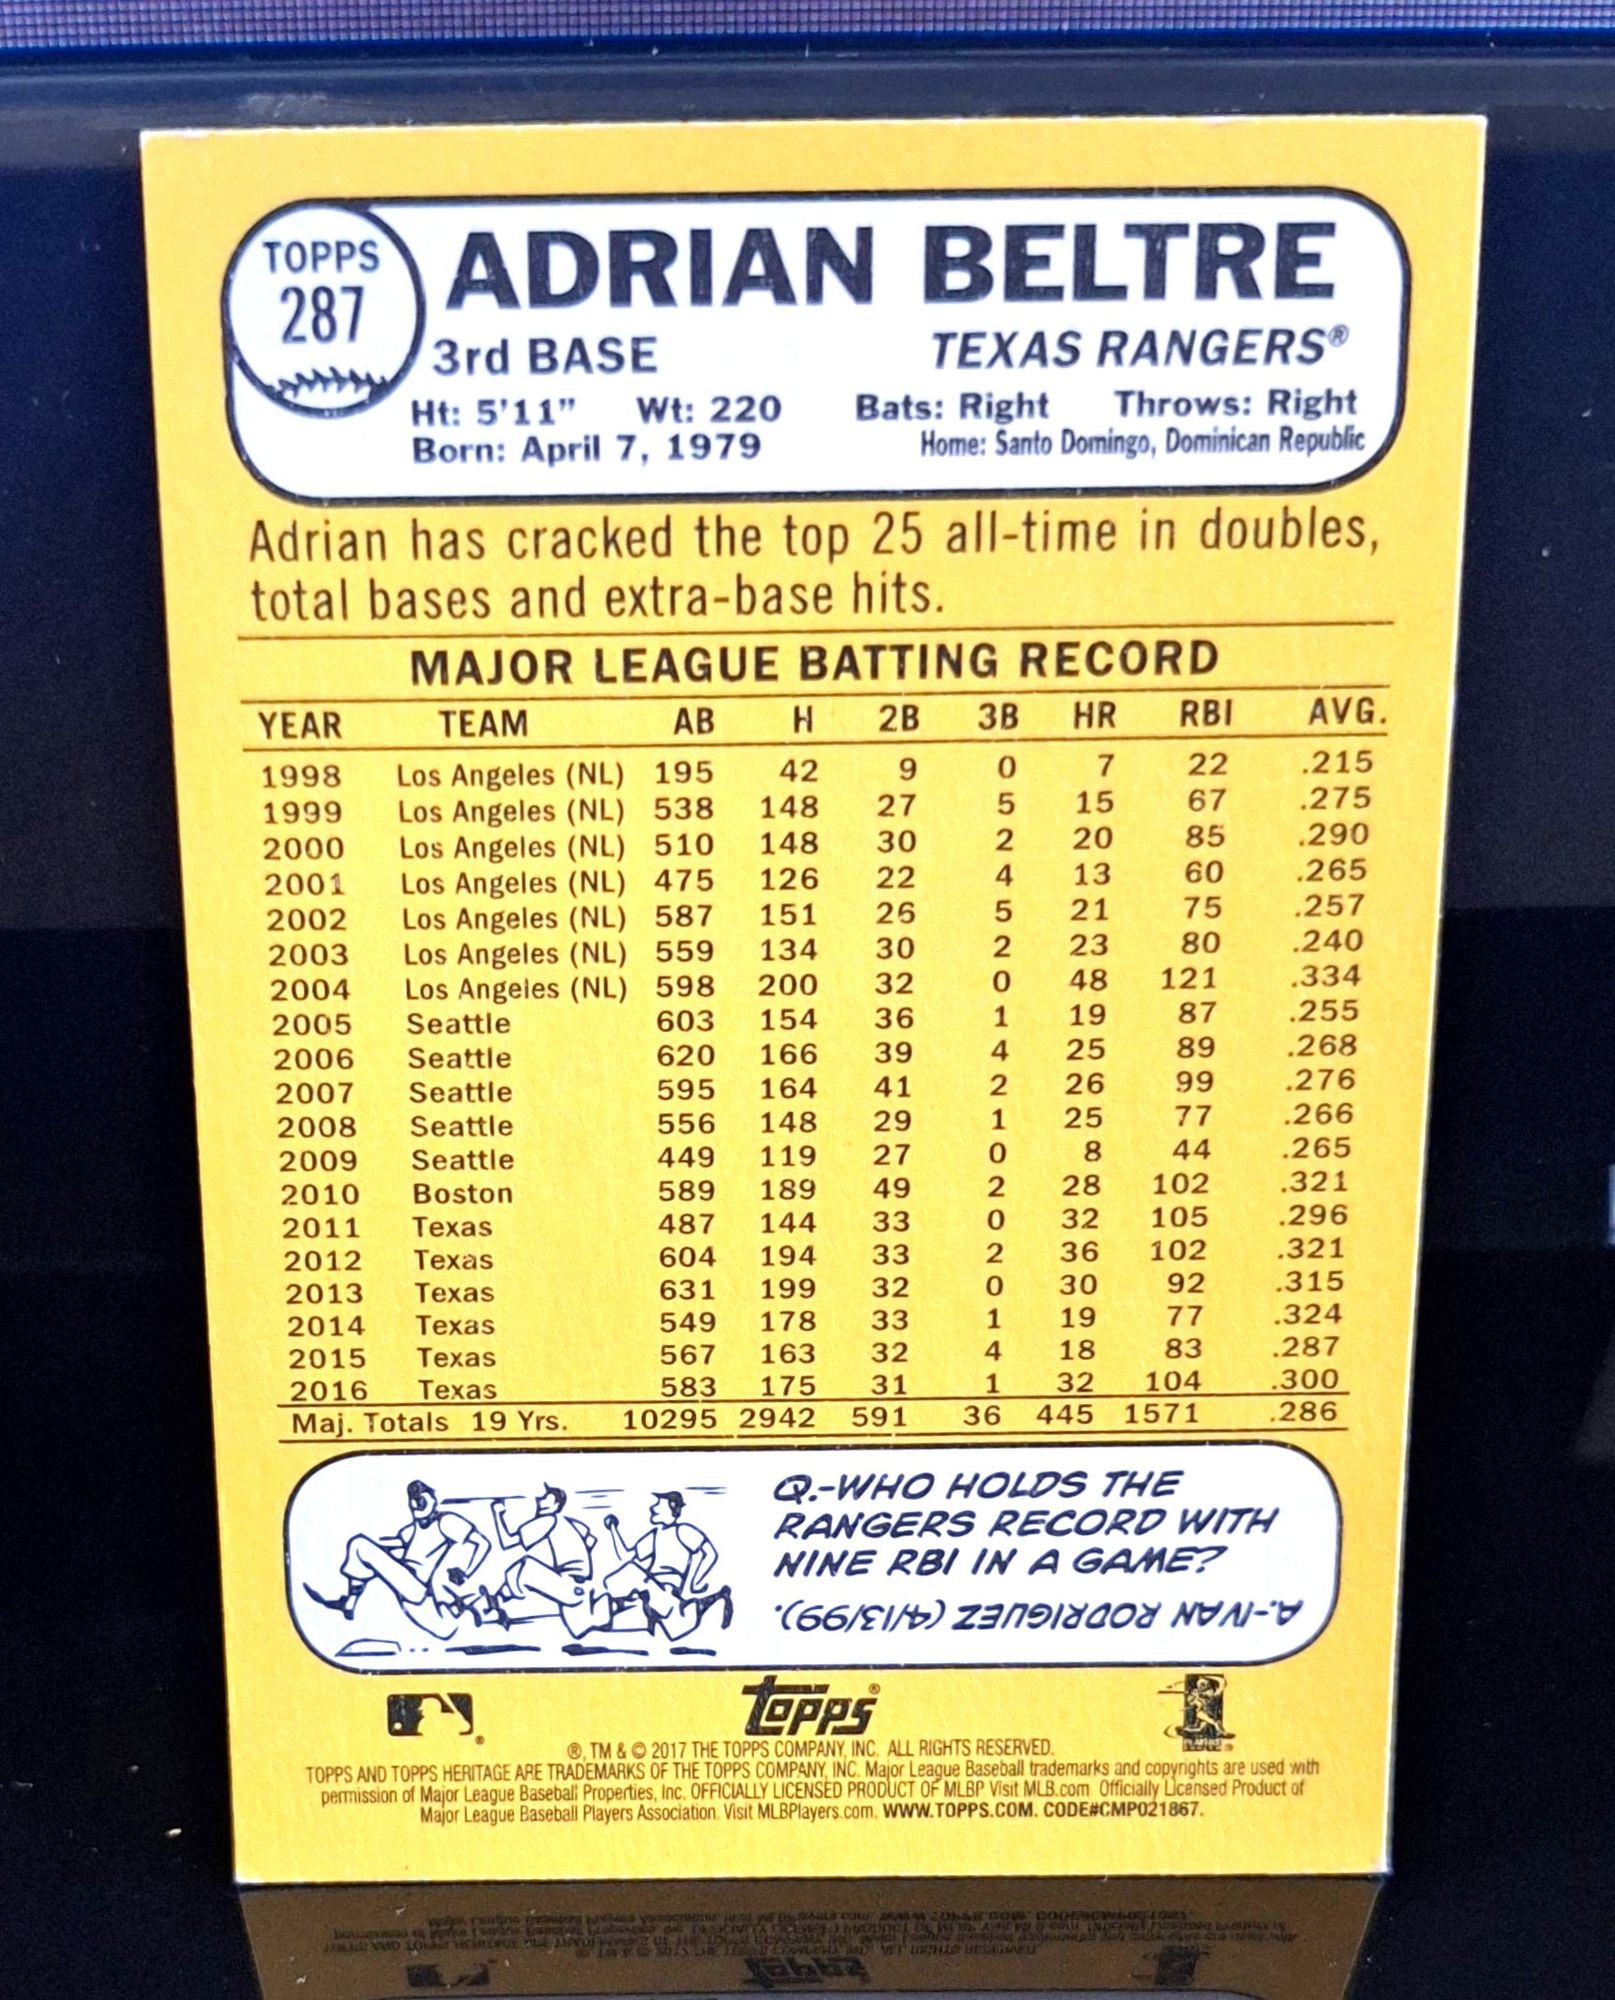 TOPPS
287
ADRIAN BELTRE
3rd BASE TEXAS RANGERS®
Ht: 5'11" Wt: 220 Bats: Right Throws: Right
Born: April 7, 1979 Home: Santo Domingo, Dominican Republic
Adrian has cracked the top 25 all-time in doubles,
total bases and extra-base hits.
MAJOR LEAGUE BATTING RECORD
YEAR TEAM AB H 2B 3B HR RBI AVG.
1998 Los Angeles (NL) 195 42 9 0 7 22 .215
1999 Los Angeles (NL) 538 148 27 5 15 67 .275
2000 Los Angeles (NL) 510 148 30 2 20 85 .290
2001 Los Angeles (NL) 475 126 22 4 13 60 .265
2002 Los Angeles (NL) 587 151 26 5 21 75 .257
2003 Los Angeles (NL) 559 134 30 2 23 80 .240
2004 Los Angeles (NL) 598 200 32 0 48 121 .334
2005 Seattle 603 154 36 1 19 87 .255
2006 Seattle 620 166 39 4 25 89 .268
2007 Seattle 595 164 41 2 26 99 .276
2008 Seattle 556 148 29 1 25 77 .266
2009 Seattle 449 119 27 0 8 44 .265
2010 Boston 589 189 49 2 28 102 .321
2011 Texas 487 144 33 0 32 105 .296
2012 Texas 604 194 33 2 36 102 .321
2013 Texas 631 199 32 0 30 92 .315
2014 Texas 549 178 33 1 19 77 .324
2015 Texas 567 163 32 4 18 83 .287
2016 Texas 583 175 31 1 32 104 .300
Maj. Totals 19 Yrs. 10295 2942 591 36 445 1571 .286
Q.-WHO HOLDS THE
RANGERS RECORD WITH
NINE RBI IN A GAME?
A.-IVAN RODRIGUEZ (4/13/99).
Topps®
®, TM & © 2017 THE TOPPS COMPANY, INC. ALL RIGHTS RESERVED.
TOPPS AND TOPPS HERITAGE ARE TRADEMARKS OF THE TOPPS COMPANY, INC. Major League Baseball trademarks and copyrights are used with
permission of Major League Baseball Properties, Inc. OFFICIALLY LICENSED PRODUCT OF MLBP Visit MLB.com Officially Licensed Product of
Major League Baseball Players Association. Visit MLBPlayers.com. WWW.TOPPS.COM. CODE#CMP021867.